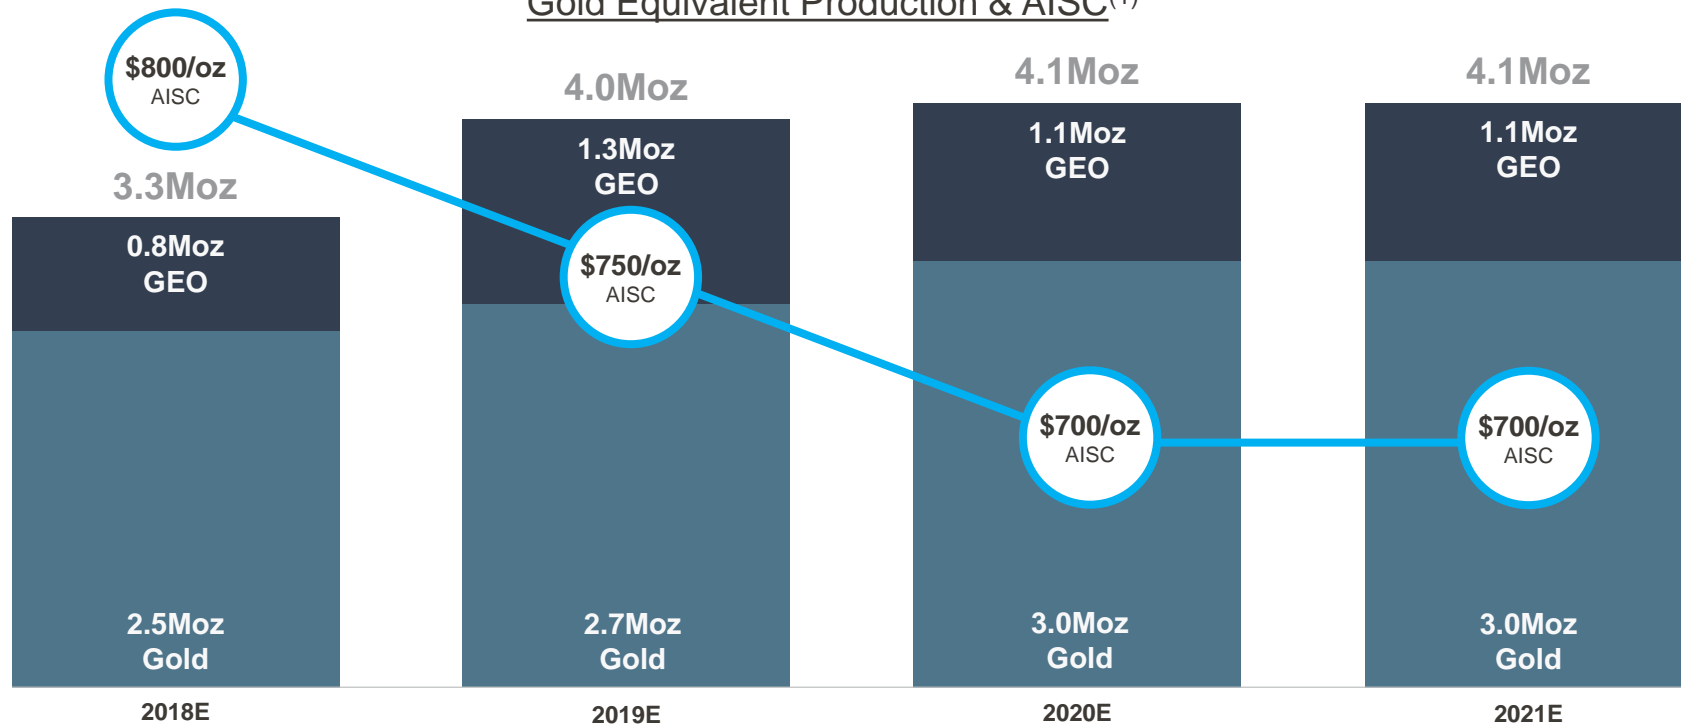 Gold Equivalent Production & AISC(1)
$800/oz
AISC
3.3Moz
0.8Moz
GEO
2.5Moz
Gold
2018E
4.0Moz
1.3Moz
GEO
$750/oz
AISC
2.7Moz
Gold
2019E
4.1Moz
1.1Moz
GEO
$700/oz
AISC
3.0Moz
Gold
2020E
4.1Moz
1.1Moz
GEO
$700/oz
AISC
3.0Moz
Gold
2021E